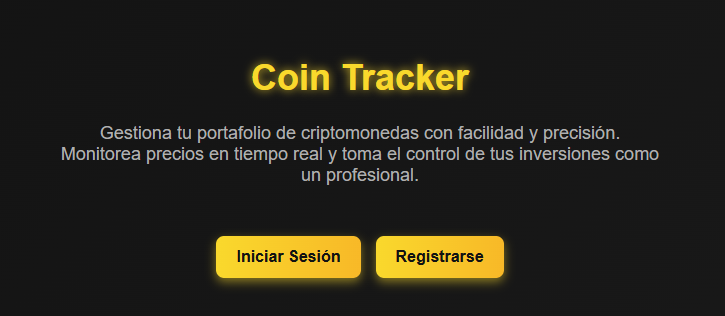 Coin Tracker
Gestiona tu portafolio de criptomonedas con facilidad y precisión.
Monitorea precios en tiempo real y toma el control de tus inversiones como
un profesional.
Iniciar Sesión
Registrarse